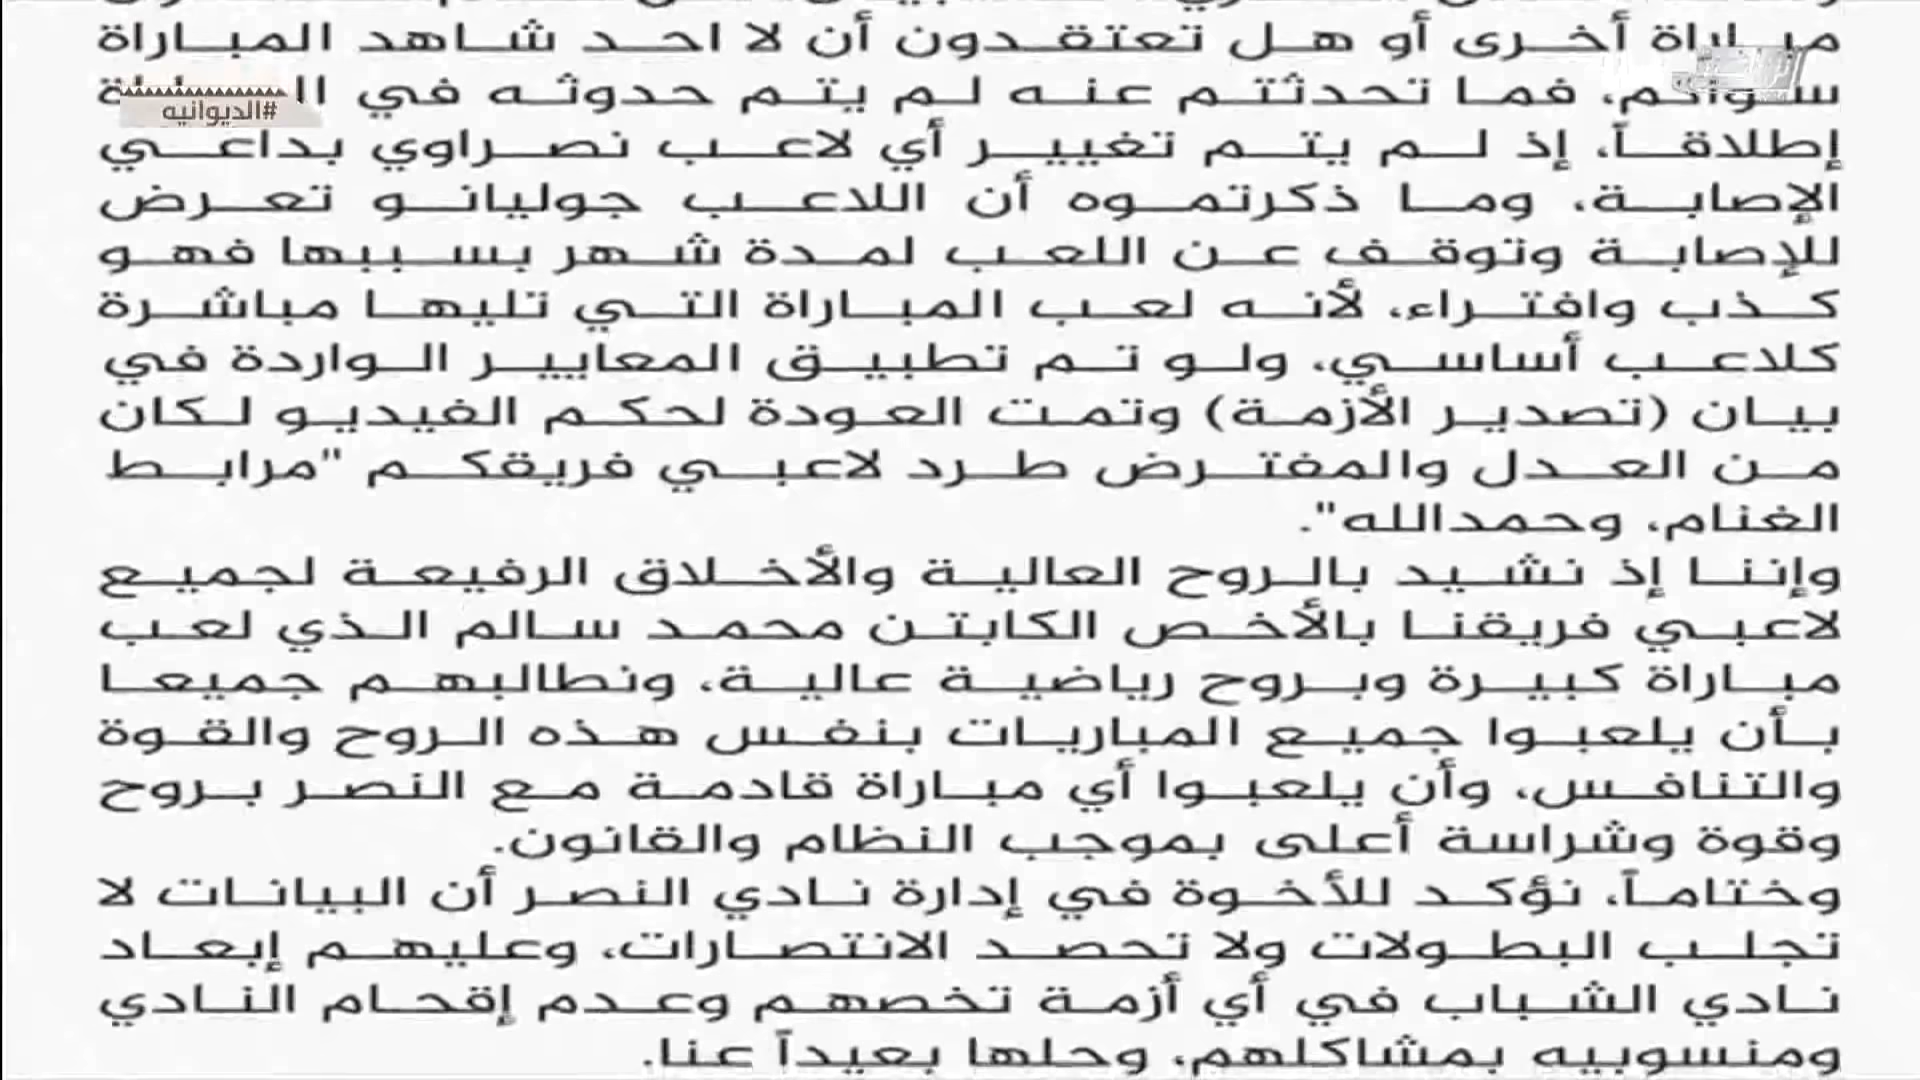 مباراة أخرى أو هل تعتقدون أن لا احد شاهد المباراة
سواكم، فما تحدثتم عنه لم يتم حدوثه في
#الديوانيه
إطلاقاً، إذ لم يتم تغيير أي لاعب نصراوي بداعي
الإصابة، وما ذكرتموه أن اللاعب جوليانو تعرض
للإصابة وتوقف عن اللعب لمدة شهر بسببها فهو
كذب وافتراء، لأنه لعب المباراة التي تليها مباشرة
كلاعب أساسي، ولو تم تطبيق المعايير الواردة في
بيان (تصدير الأزمة) وتمت العودة لحكم الفيديو لكان
من العدل والمفترض طرد لاعبي فريقكم "مرابط
الغنام، وحمدالله".
وإننا إذ نشيد بالروح العالية والأخلاق الرفيعة لجميع
لاعبي فريقنا بالأخص الكابتن محمد سالم الذي لعب
مباراة كبيرة وبروح رياضية عالية، ونطالبهم جميعا
بأن يلعبوا جميع المباريات بنفس هذه الروح والقوة
والتنافس، وأن يلعبوا أي مباراة قادمة مع النصر بروح
وقوة وشراسة أعلى بموجب النظام والقانون.
وختاماً، نؤكد للأخوة في إدارة نادي النصر أن البيانات لا
تجلب البطولات ولا تحصد الانتصارات، وعليهم إبعاد
نادي الشباب في أي أزمة تخصهم وعدم إقحام النادي
ومنسوبيه بمشاكلهم، وحلها بعيداً عنا.